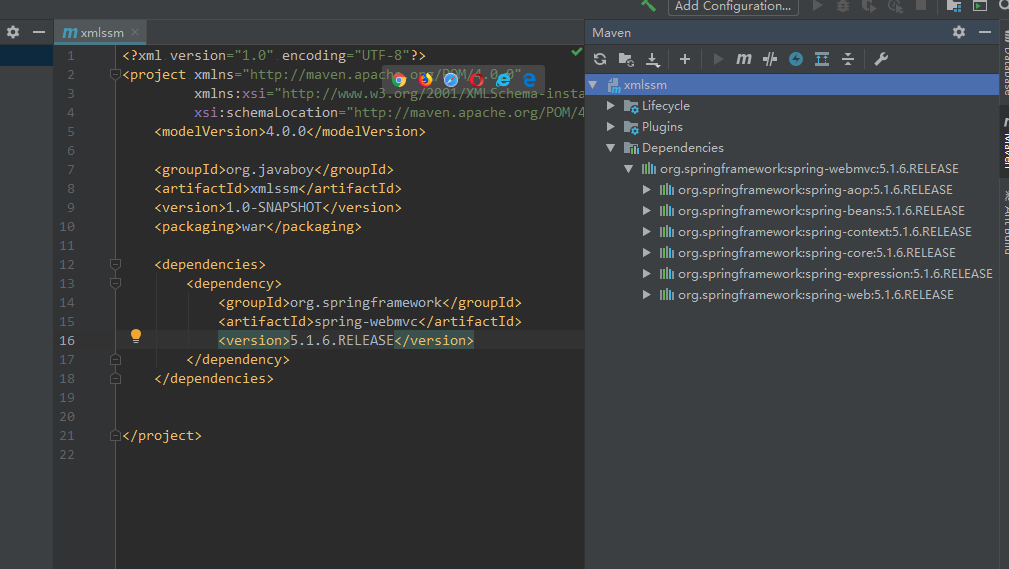 Add Configuration...
xmlssm
1 <?xml version="1.0" encoding="UTF-8"?>
2 <project xmlns="http://maven.apache.org/POM/4.0.0"
3 xmlns:xsi="http://www.w3.org/2001/XMLSchema-insta
4 xsi:schemaLocation="http://maven.apache.org/POM/4
5 <modelVersion>4.0.0</modelVersion>
6
7 <groupId>org.javaboy</groupId>
8 <artifactId>xmlssm</artifactId>
9 <version>1.0-SNAPSHOT</version>
10 <packaging>war</packaging>
11
12 <dependencies>
13 <dependency>
14 <groupId>org.springframework</groupId>
15 <artifactId>spring-webmvc</artifactId>
16 <version>5.1.6.RELEASE</version>
17 </dependency>
18 </dependencies>
19
20
21 </project>
22
Maven
xmlssm
Lifecycle
Plugins
Dependencies
org.springframework:spring-webmvc:5.1.6.RELEASE
org.springframework:spring-aop:5.1.6.RELEASE
org.springframework:spring-beans:5.1.6.RELEASE
org.springframework:spring-context:5.1.6.RELEASE
org.springframework:spring-core:5.1.6.RELEASE
org.springframework:spring-expression:5.1.6.RELEASE
org.springframework:spring-web:5.1.6.RELEASE
Database
Maven